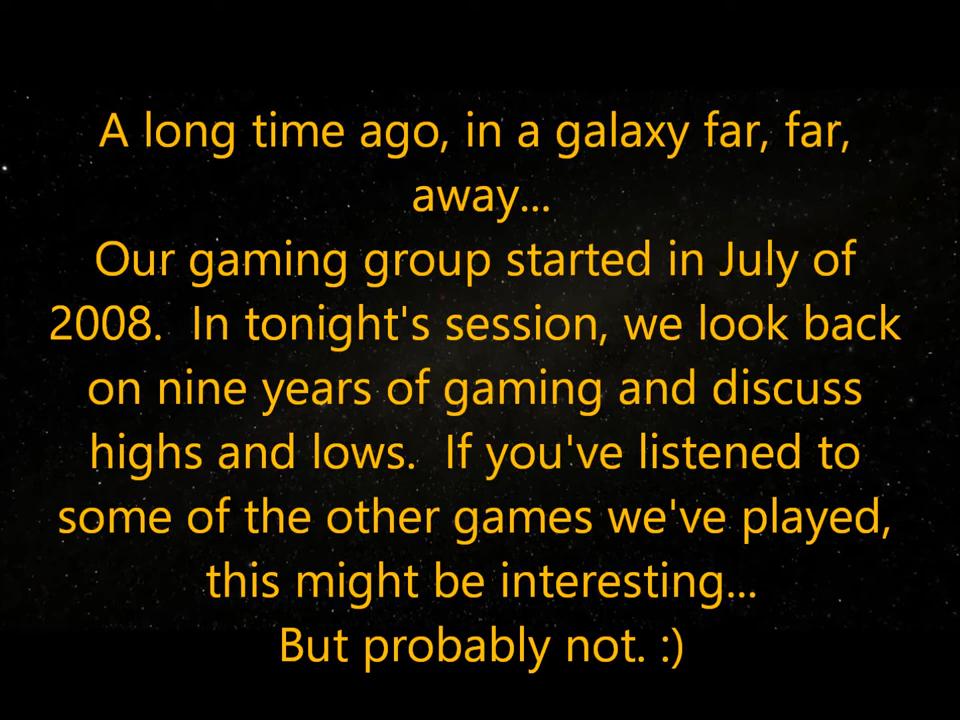 A long time ago, in a galaxy far, far,
away...
Our gaming group started in July of
2008.  In tonight's session, we look back
on nine years of gaming and discuss
highs and lows.  If you've listened to
some of the other games we've played,
this might be interesting...
But probably not. :)